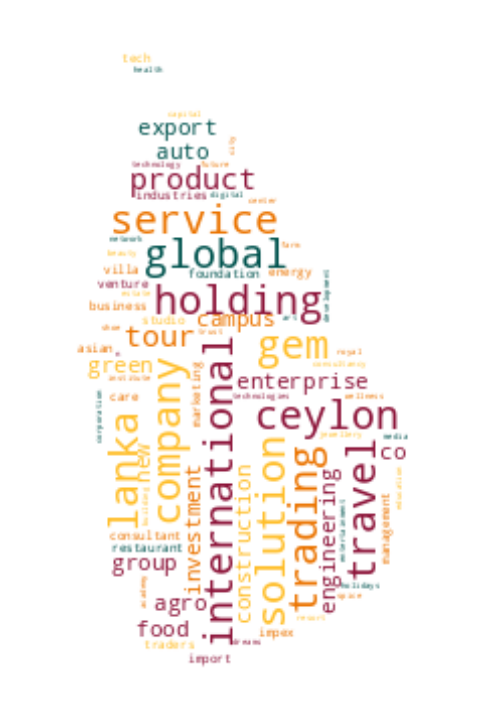 tech
health
capital
export
city
auto
technology future
product
industries digital
center
service
network
farm
global
beauty
villa foundation energy
venture
development
estate
holding
business
art
studio campus
blue trust
tour
asian
gem
royal
green
consultancy
institute
enterprise
company
international
marketing
care
technologies
wellness
corporation
lanka
ceylon
new
jewellery
media
co
solution
trading
travel
building
investment
construction
engineering
education
management
entertainment
consultant
restaurant
group
holidays
academy
agro
spice
resort
food
impex
traders
dreams
import